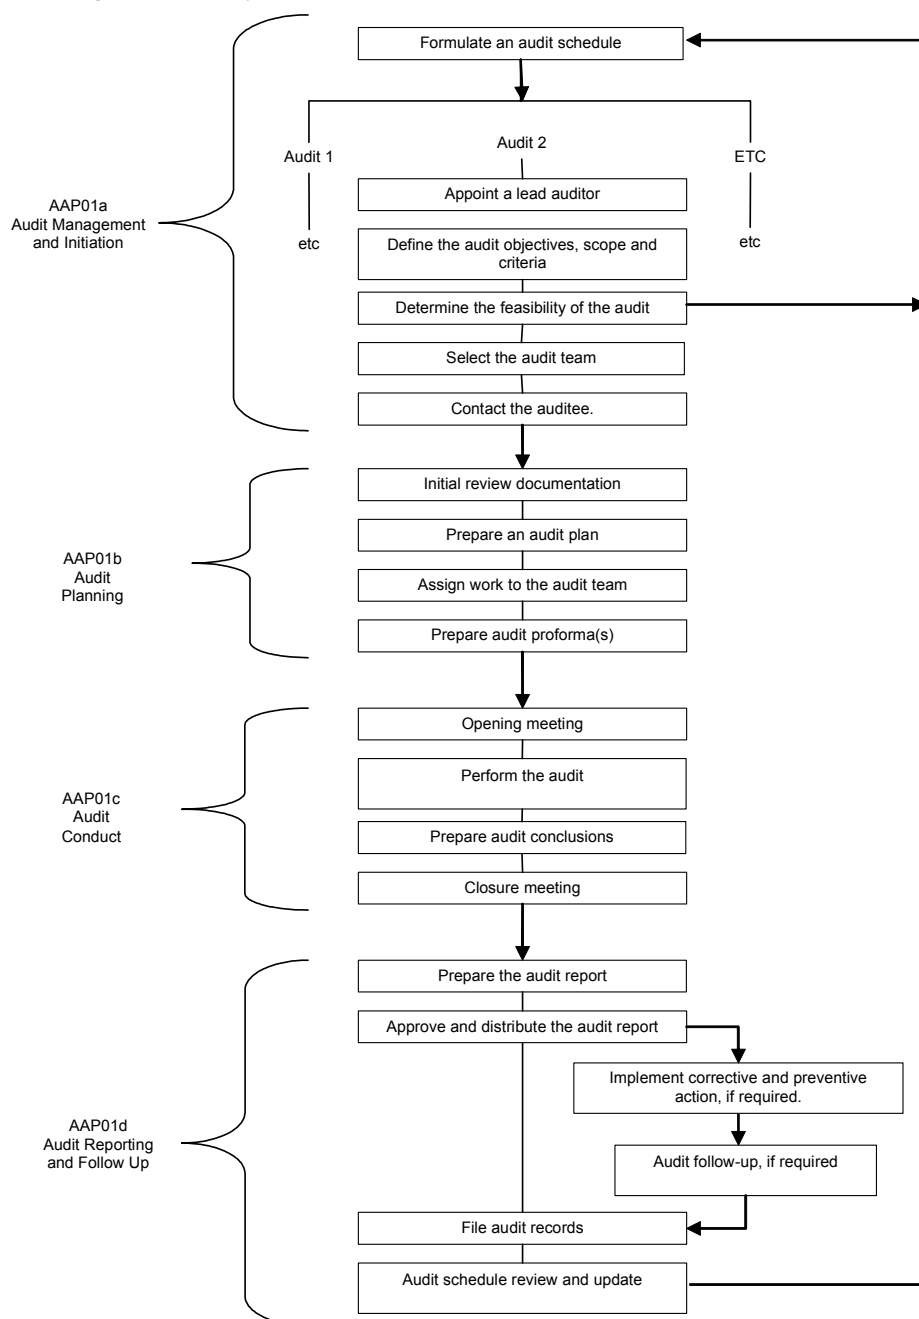 Formulate an audit schedule
Audit 1
Audit 2
ETC
Appoint a lead auditor
AAP01a
Audit Management
and Initiation
etc
etc
Define the audit objectives, scope and
criteria
Determine the feasibility of the audit
Select the audit team
Contact the auditee.
Initial review documentation
Prepare an audit plan
AAP01b
Audit
Planning
Assign work to the audit team
Prepare audit proforma(s)
Opening meeting
Perform the audit
AAP01c
Audit
Conduct
Prepare audit conclusions
Closure meeting
Prepare the audit report
Approve and distribute the audit report
Implement corrective and preventive
action, if required.
AAP01d
Audit Reporting
and Follow Up
Audit follow-up, if required
File audit records
Audit schedule review and update